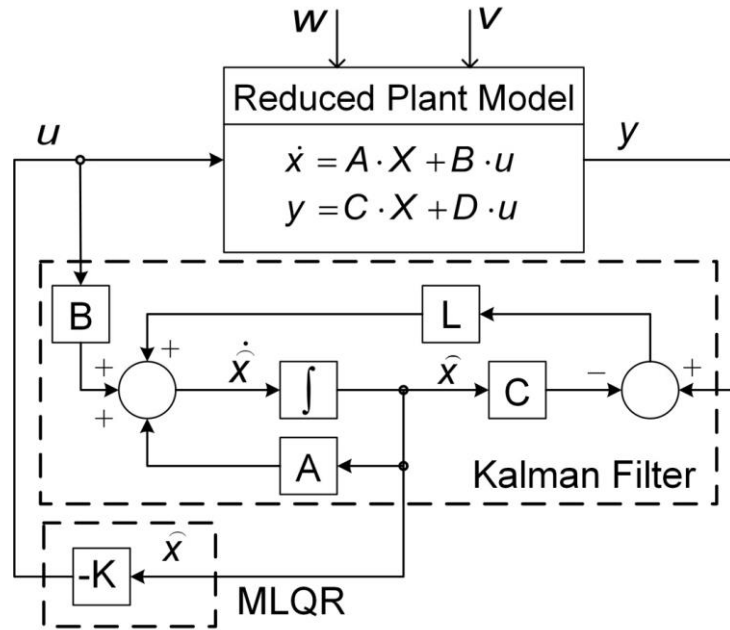 w v
Reduced Plant Model
u
ẋ = A · X + B · u
y
y = C · X + D · u
B
L
+
+
+
x̂̇
∫
x̂
C
−
+
A
Kalman Filter
-K
x̂
MLQR